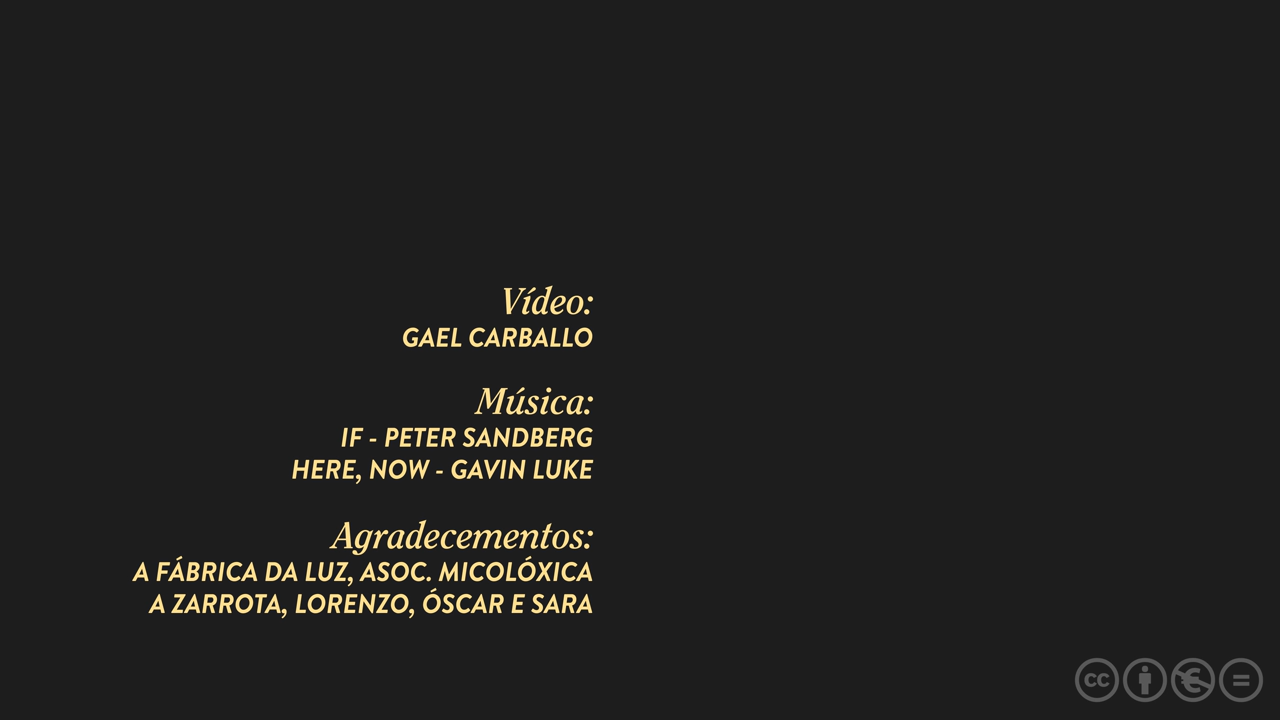 Vídeo:
GAEL CARBALLO
Música:
IF - PETER SANDBERG
HERE, NOW - GAVIN LUKE
Agradecementos:
A FÁBRICA DA LUZ, ASOC. MICOLÓXICA
A ZARROTA, LORENZO, ÓSCAR E SARA
cc € =